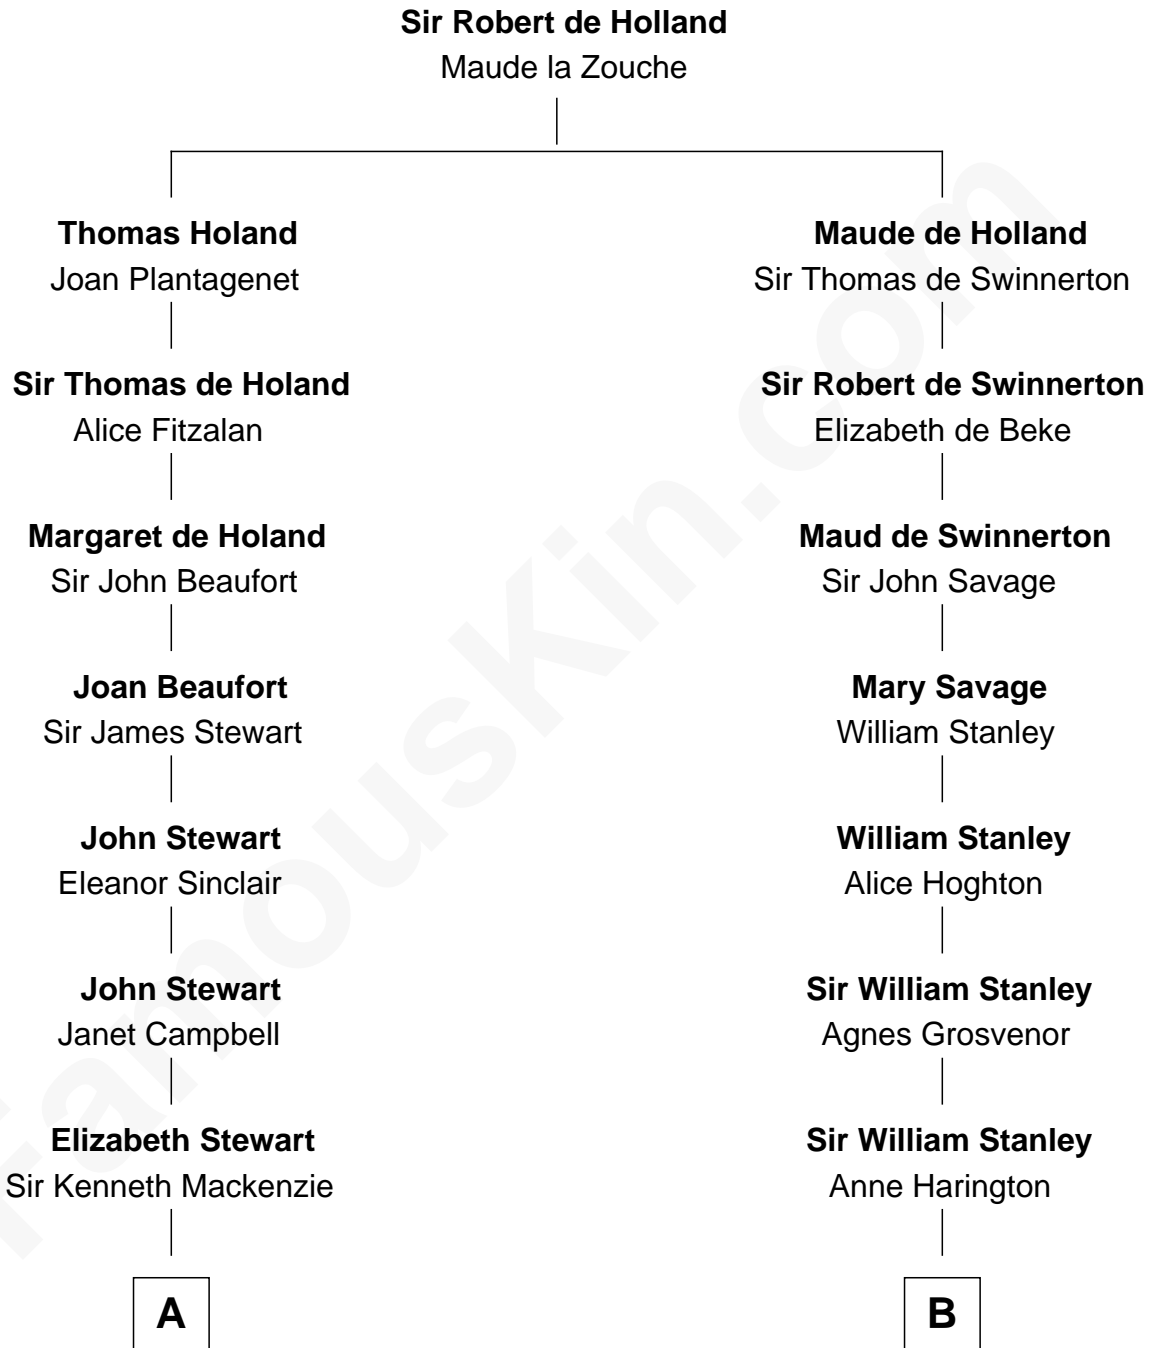 Sir Robert de Holland
Maude la Zouche
Thomas Holand
Joan Plantagenet
Maude de Holland
Sir Thomas de Swinnerton
Sir Thomas de Holand
Alice Fitzalan
Sir Robert de Swinnerton
Elizabeth de Beke
Margaret de Holand
Sir John Beaufort
Maud de Swinnerton
Sir John Savage
Joan Beaufort
Sir James Stewart
Mary Savage
William Stanley
John Stewart
Eleanor Sinclair
William Stanley
Alice Hoghton
John Stewart
Janet Campbell
Sir William Stanley
Agnes Grosvenor
Elizabeth Stewart
Sir Kenneth Mackenzie
Sir William Stanley
Anne Harington
A
B
FamousKin.com